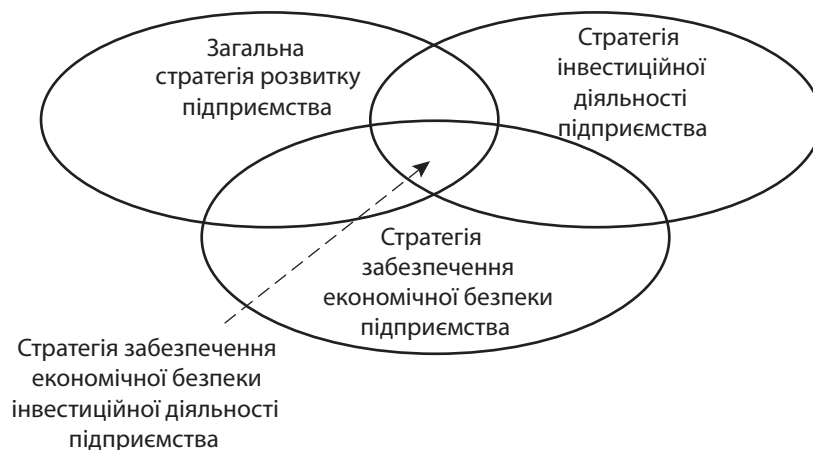 Загальна
стратегія розвитку
підприємства
Стратегія
інвестиційної
діяльності
підприємства
Стратегія
забезпечення
економічної безпеки
підприємства
Стратегія забезпечення
економічної безпеки
інвестиційної діяльності
підприємства